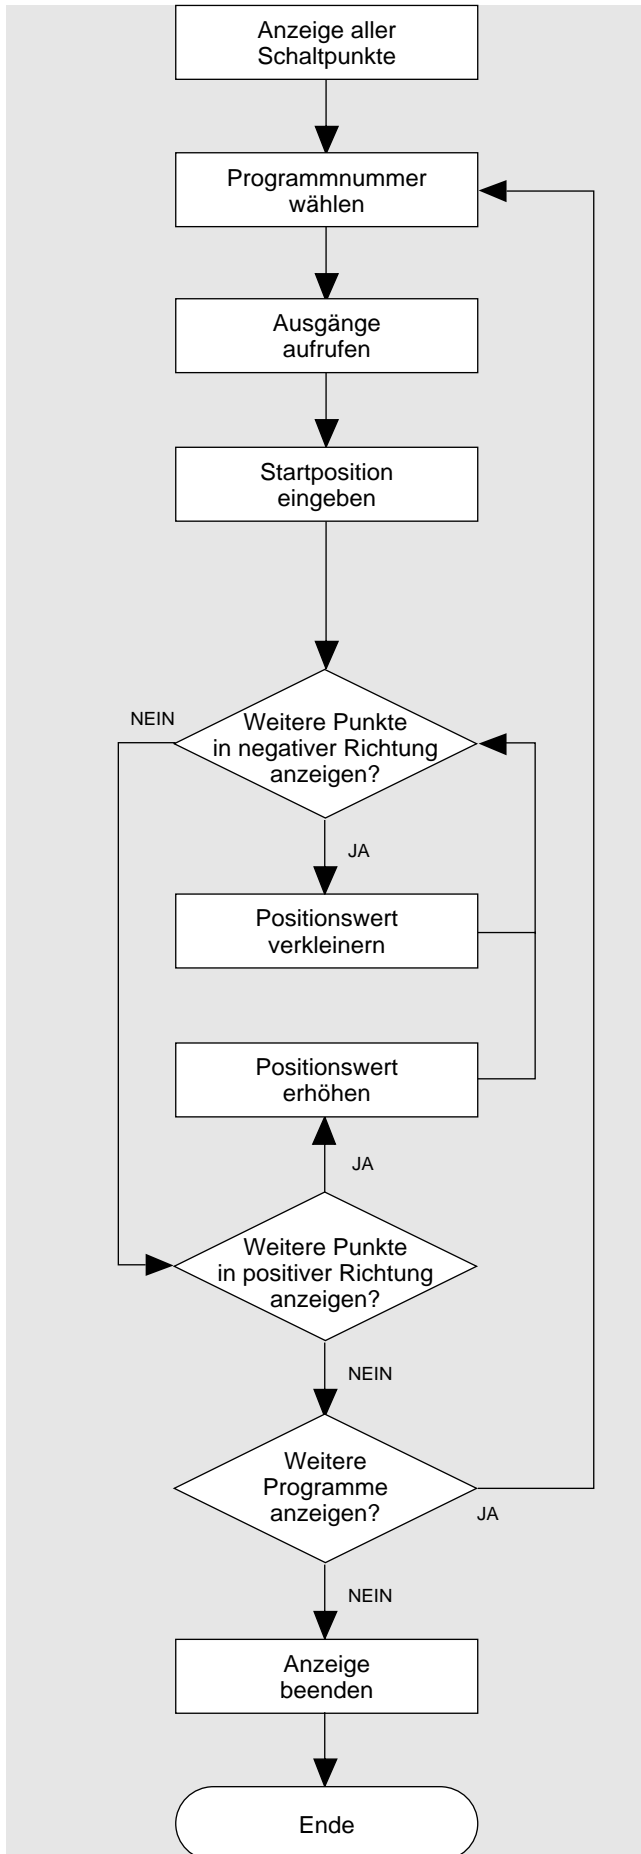 Anzeige aller
Schaltpunkte
Programmnummer
wählen
Ausgänge
aufrufen
Startposition
eingeben
NEIN
Weitere Punkte
in negativer Richtung
anzeigen?
JA
Positionswert
verkleinern
Positionswert
erhöhen
JA
Weitere Punkte
in positiver Richtung
anzeigen?
NEIN
Weitere
Programme
anzeigen?
JA
NEIN
Anzeige
beenden
Ende